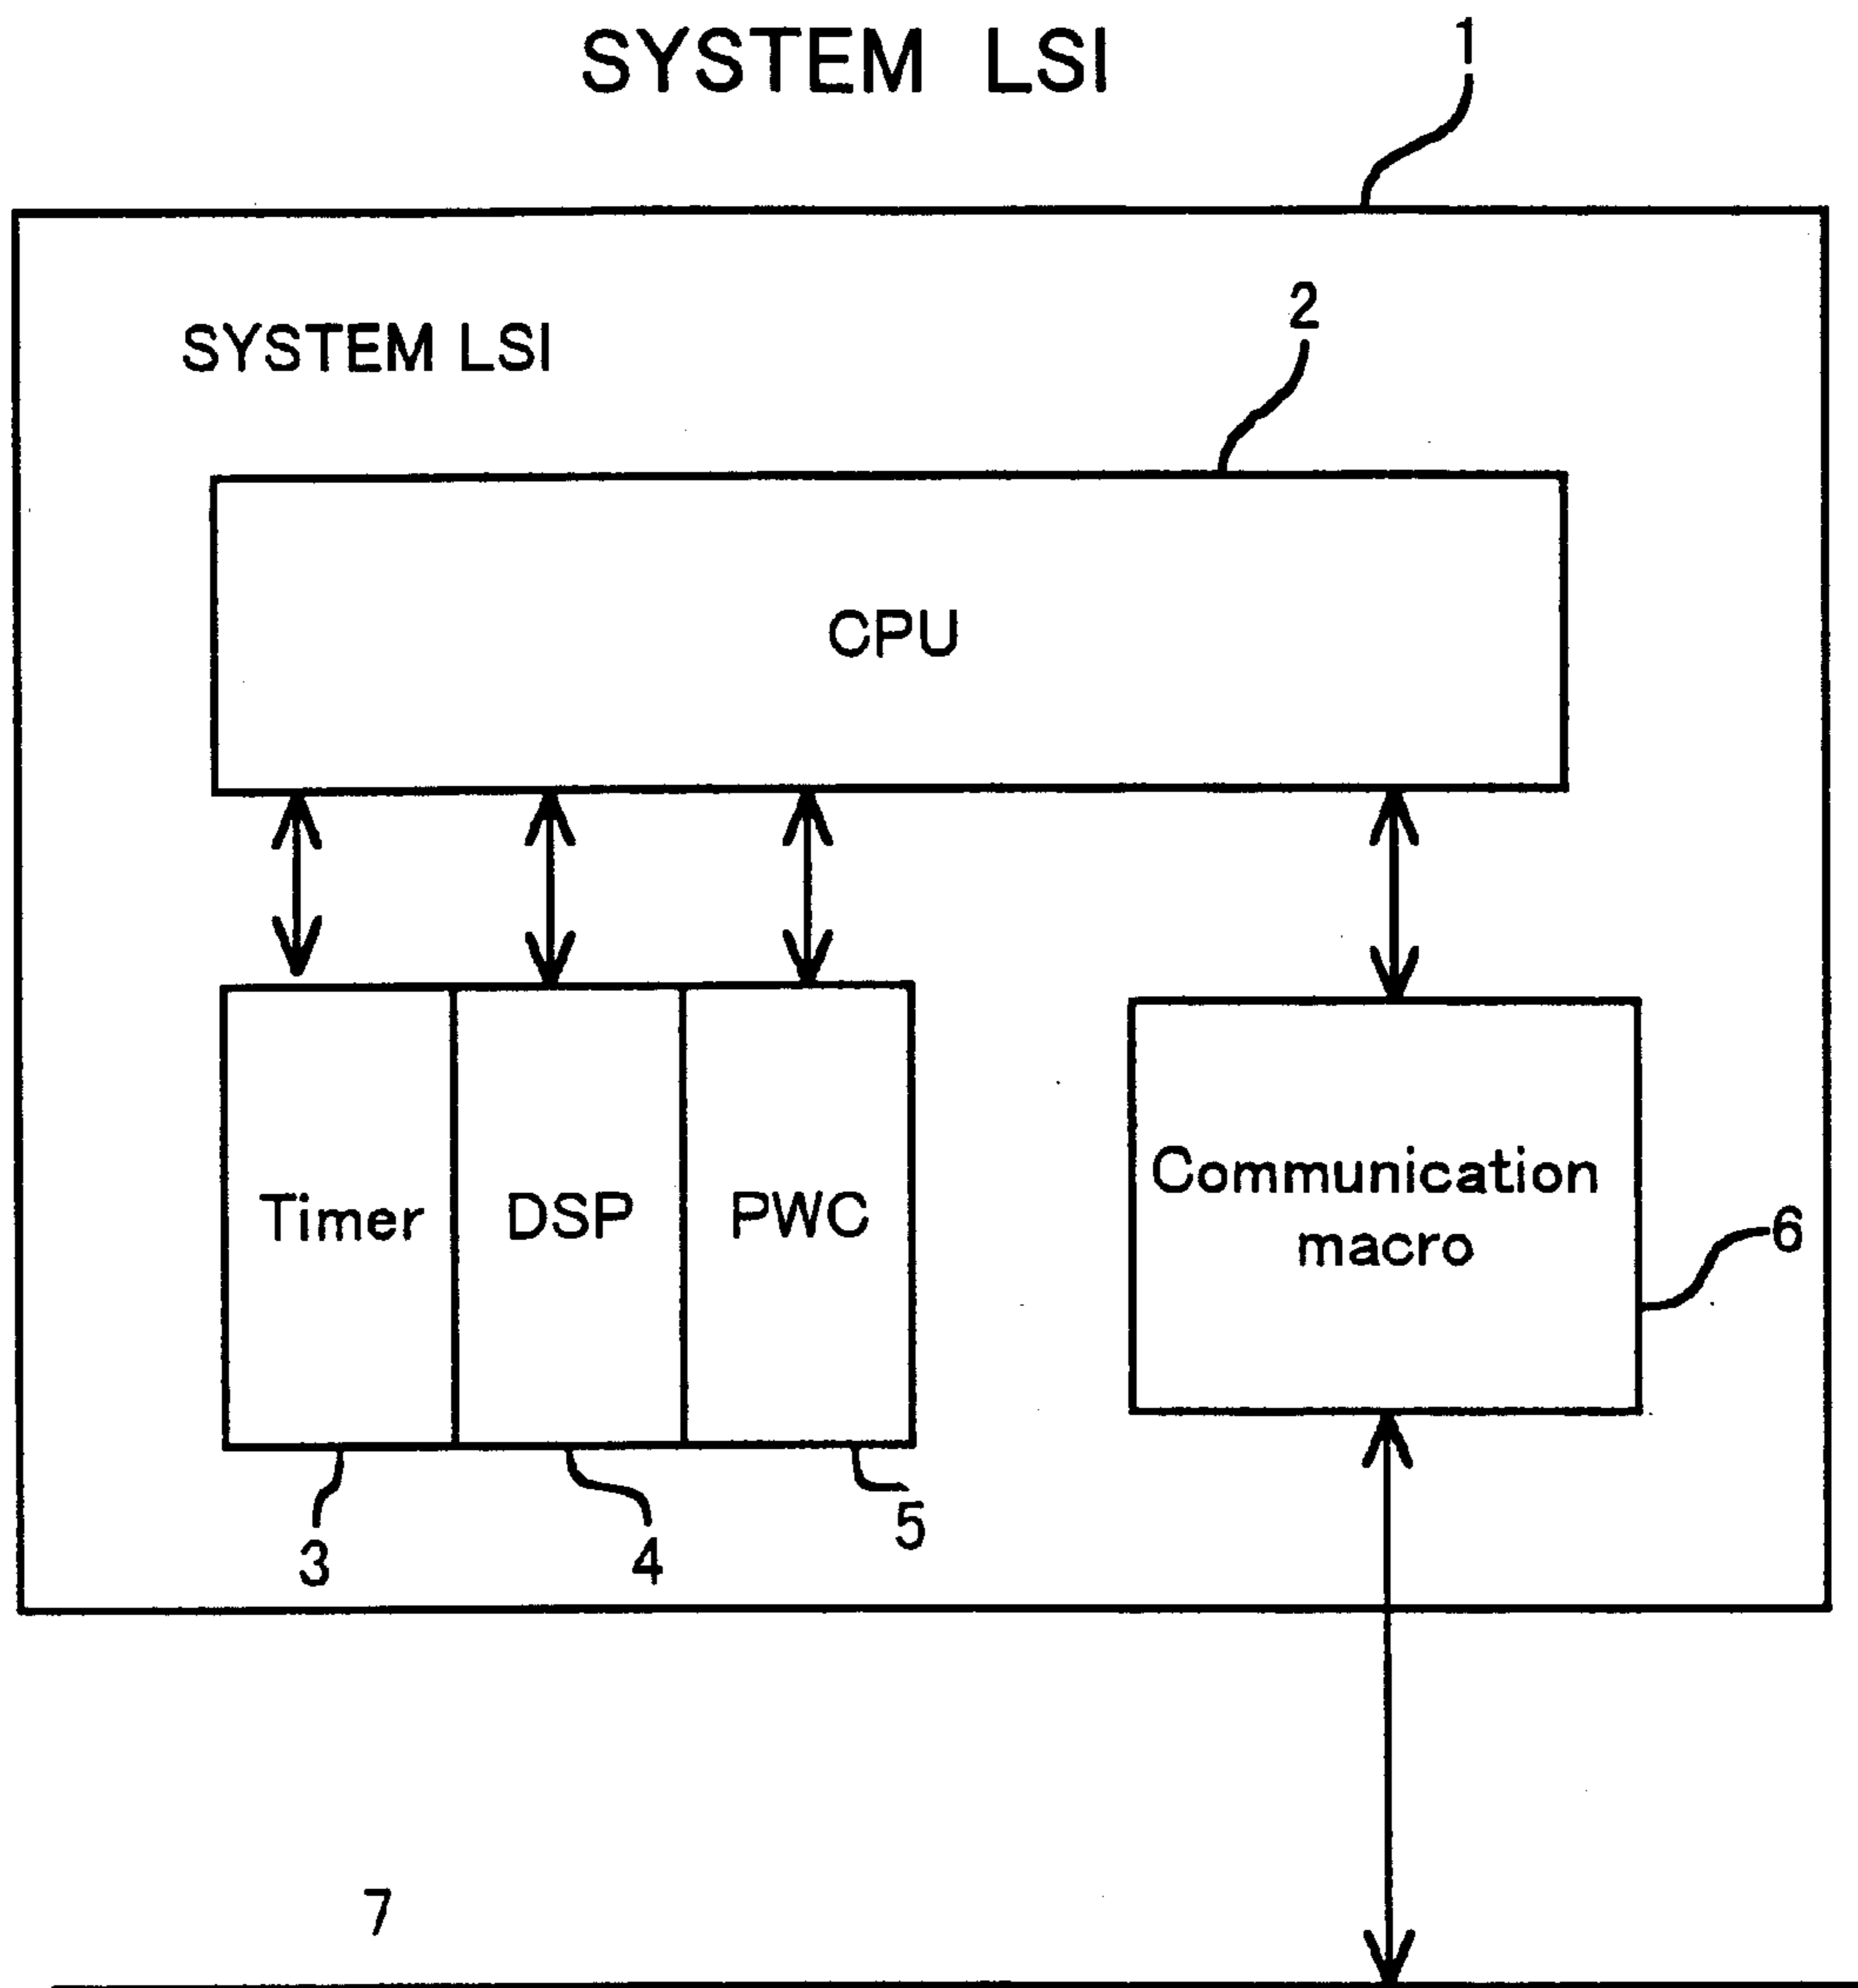 SYSTEM LSI
1
SYSTEM LSI
2
CPU
Timer
DSP
PWC
Communication
macro
6
3
4
5
7